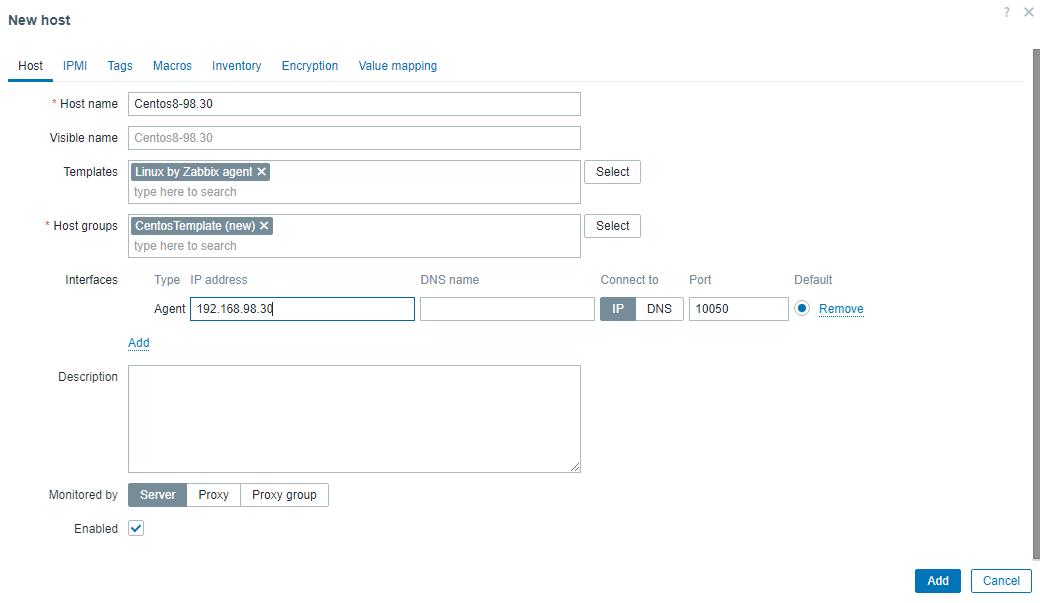 New host
? ×
Host IPMI Tags Macros Inventory Encryption Value mapping
* Host name Centos8-98.30
Visible name Centos8-98.30
Templates Linux by Zabbix agent × Select
type here to search
* Host groups CentosTemplate (new) × Select
type here to search
Interfaces Type IP address DNS name Connect to Port Default
Agent 192.168.98.30 IP DNS 10050 Remove
Add
Description
Monitored by Server Proxy Proxy group
Enabled
Add Cancel